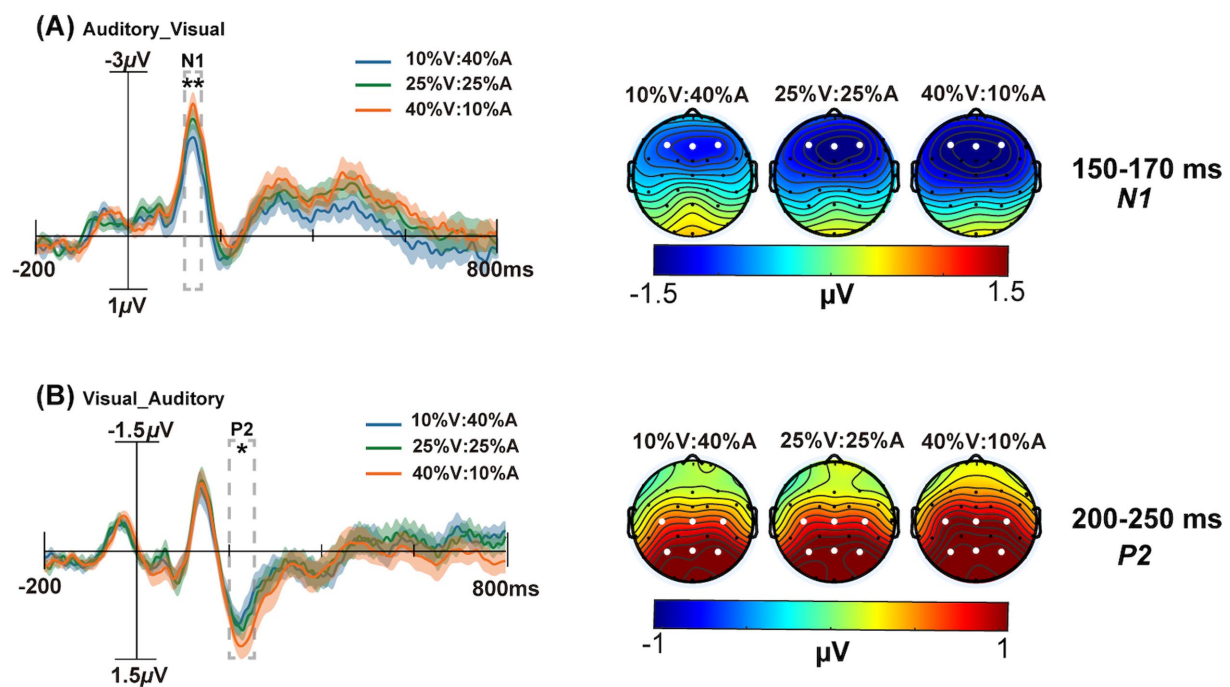 (A) Auditory_Visual
-3µV
N1
**
10%V:40%A
25%V:25%A
40%V:10%A
-200
800ms
1µV
10%V:40%A 25%V:25%A 40%V:10%A
150-170 ms
N1
-1.5
µV
1.5
(B) Visual_Auditory
-1.5µV
P2
*
10%V:40%A
25%V:25%A
40%V:10%A
-200
800ms
1.5µV
10%V:40%A 25%V:25%A 40%V:10%A
200-250 ms
P2
-1
µV
1